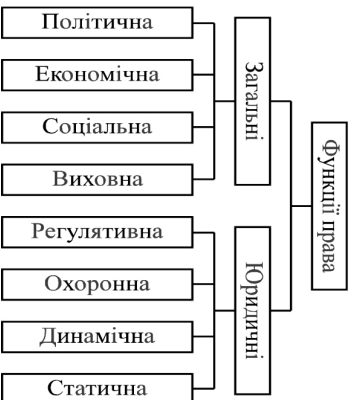 Політична
Економічна
Соціальна
Виховна
Регулятивна
Охоронна
Динамічна
Статична
Загальні
Юридичні
Функції права